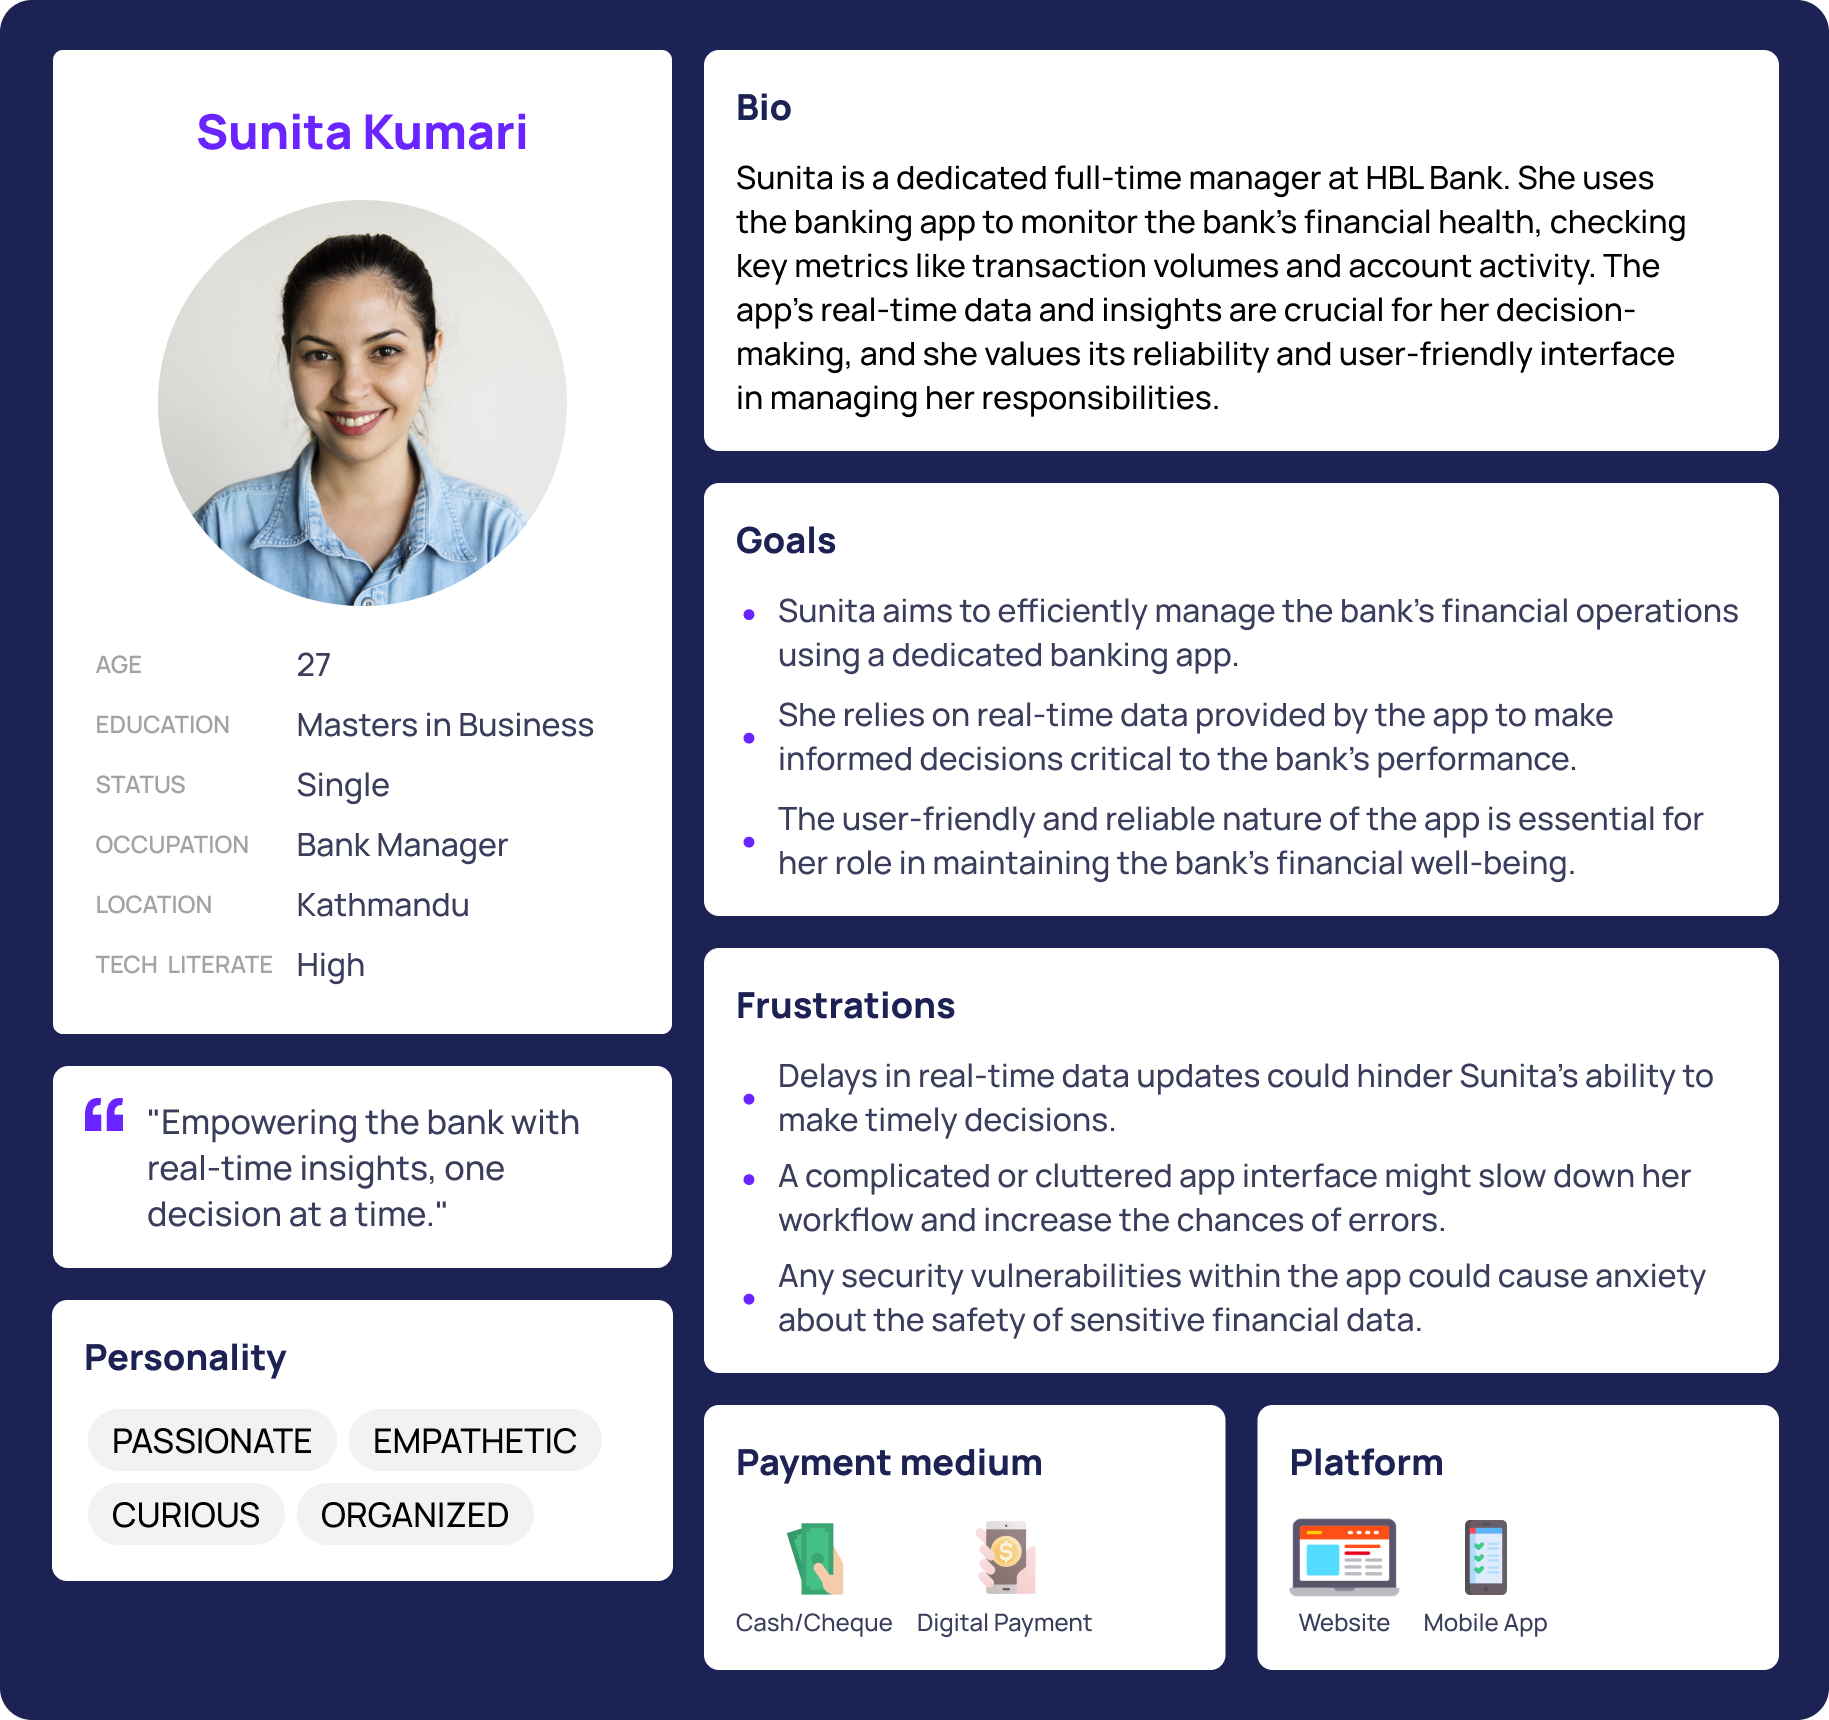 Sunita Kumari
AGE 27
EDUCATION Masters in Business
STATUS Single
OCCUPATION Bank Manager
LOCATION Kathmandu
TECH LITERATE High
"Empowering the bank with
real-time insights, one
decision at a time."
Personality
PASSIONATE EMPATHETIC
CURIOUS ORGANIZED
Bio
Sunita is a dedicated full-time manager at HBL Bank. She uses
the banking app to monitor the bank's financial health, checking
key metrics like transaction volumes and account activity. The
app's real-time data and insights are crucial for her decision-
making, and she values its reliability and user-friendly interface
in managing her responsibilities.
Goals
• Sunita aims to efficiently manage the bank's financial operations
using a dedicated banking app.
• She relies on real-time data provided by the app to make
informed decisions critical to the bank's performance.
• The user-friendly and reliable nature of the app is essential for
her role in maintaining the bank's financial well-being.
Frustrations
• Delays in real-time data updates could hinder Sunita's ability to
make timely decisions.
• A complicated or cluttered app interface might slow down her
workflow and increase the chances of errors.
• Any security vulnerabilities within the app could cause anxiety
about the safety of sensitive financial data.
Payment medium
$
Cash/Cheque Digital Payment
Platform
Website Mobile App